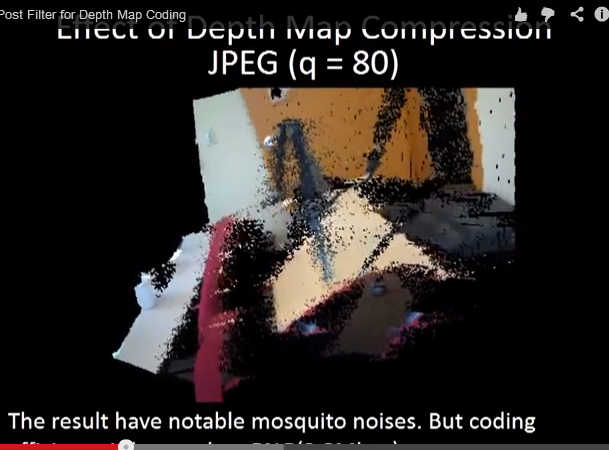 Post Filter for Depth Map Coding
Effect of Depth Map Compression
JPEG (q = 80)
The result have notable mosquito noises. But coding